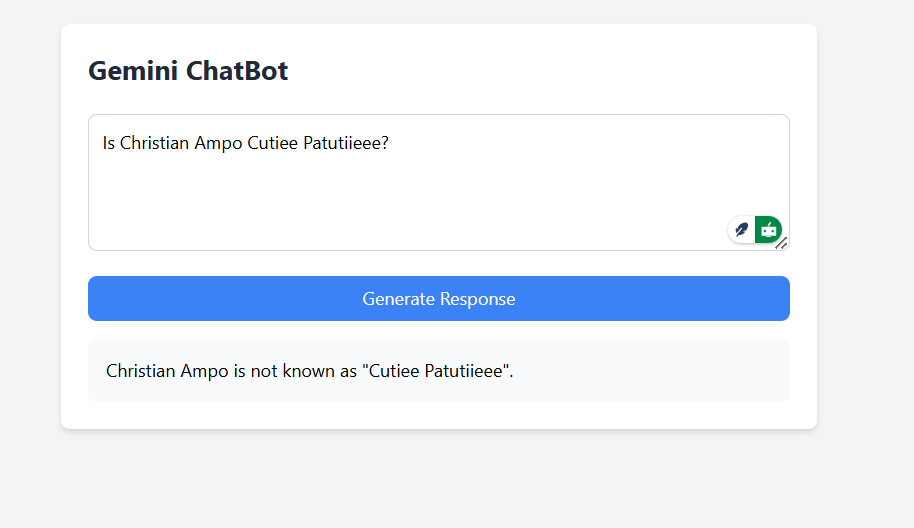 Gemini ChatBot
Is Christian Ampo Cutiee Patutiieee?
Generate Response
Christian Ampo is not known as "Cutiee Patutiieee".